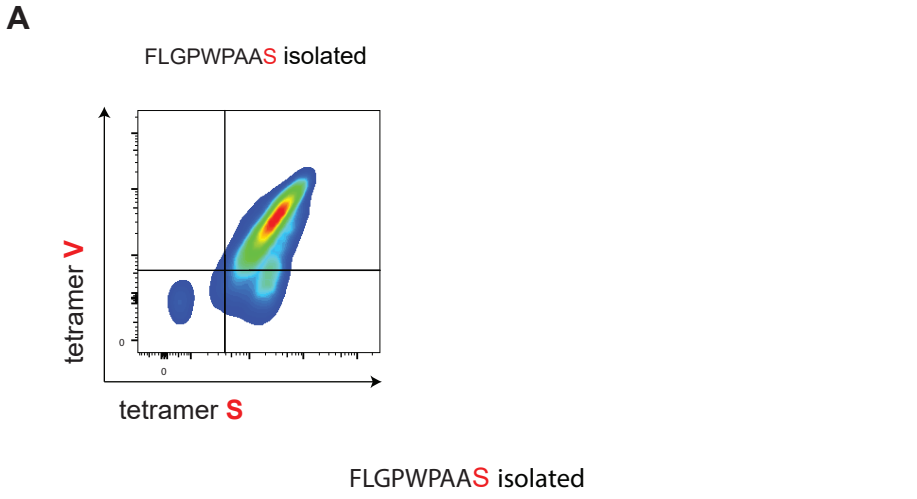 A
FLGPWPAAS isolated
tetramer V
0
0
tetramer S
FLGPWPAAS isolated